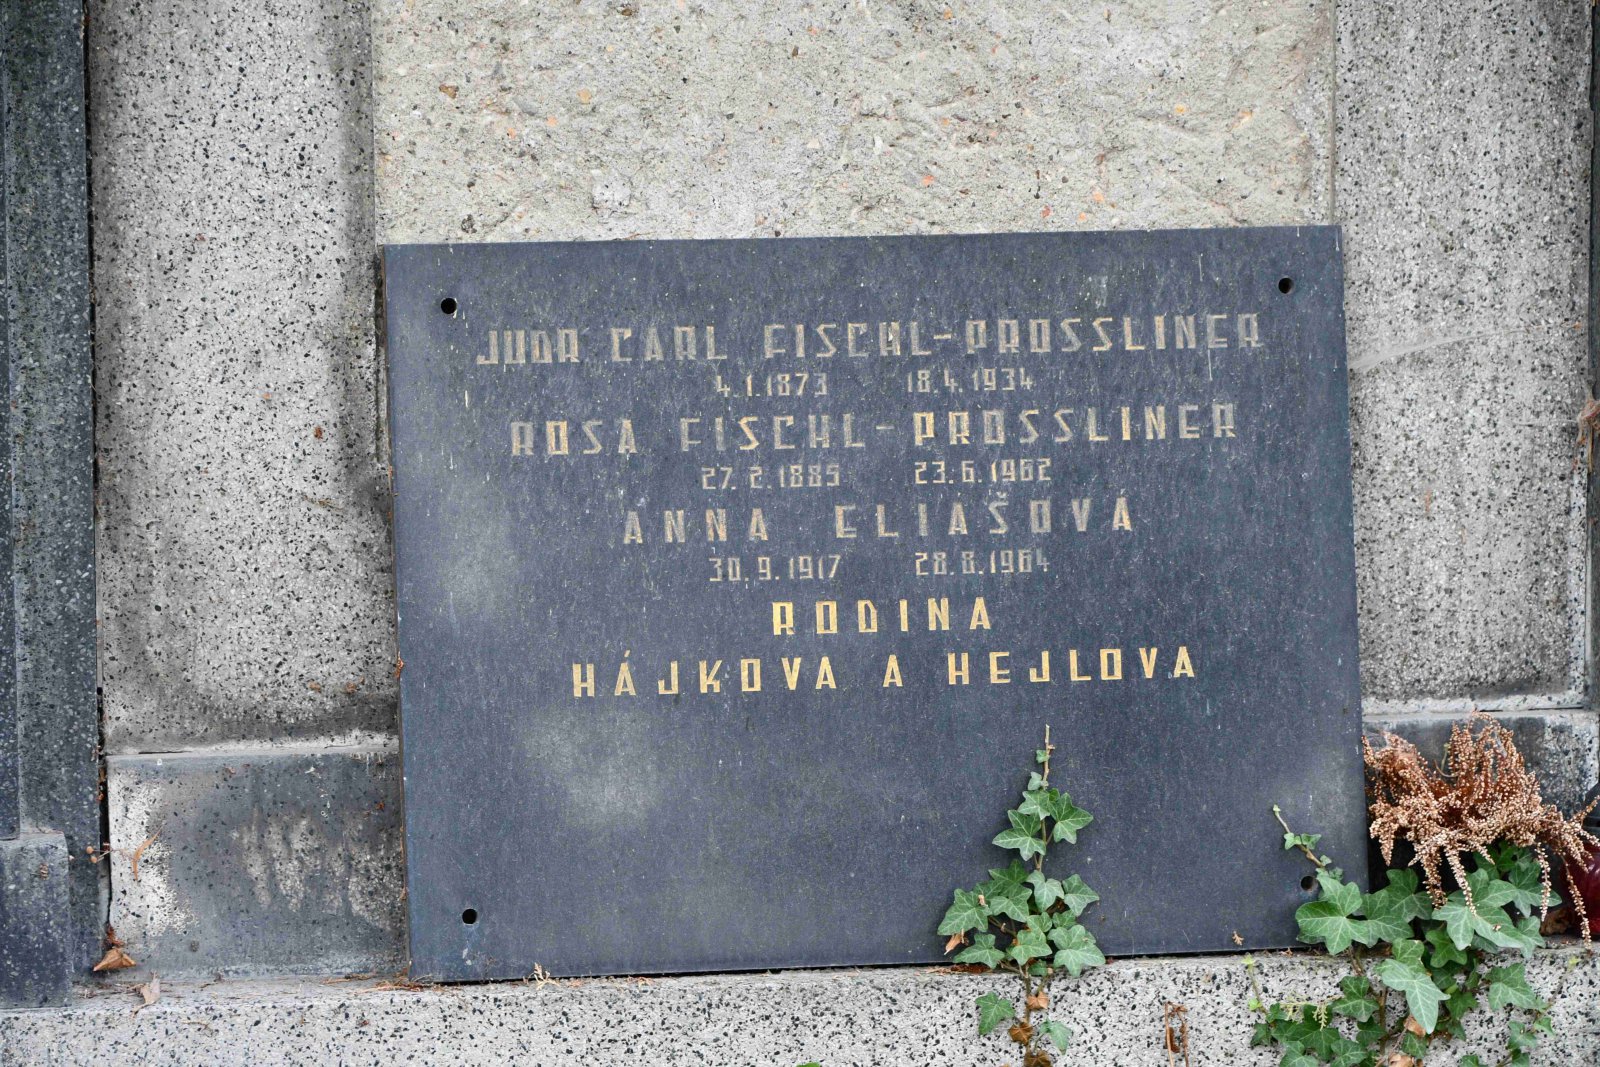 JUDR CARL FISCHL-PROSSLINER
4.1.1873 18.4.1934
ROSA FISCHL-PROSSLINER
27.2.1885 23.6.1962
ANNA ELIAŠOVÁ
30.9.1917 28.8.1964
RODINA
HÁJKOVA A HEJLOVA